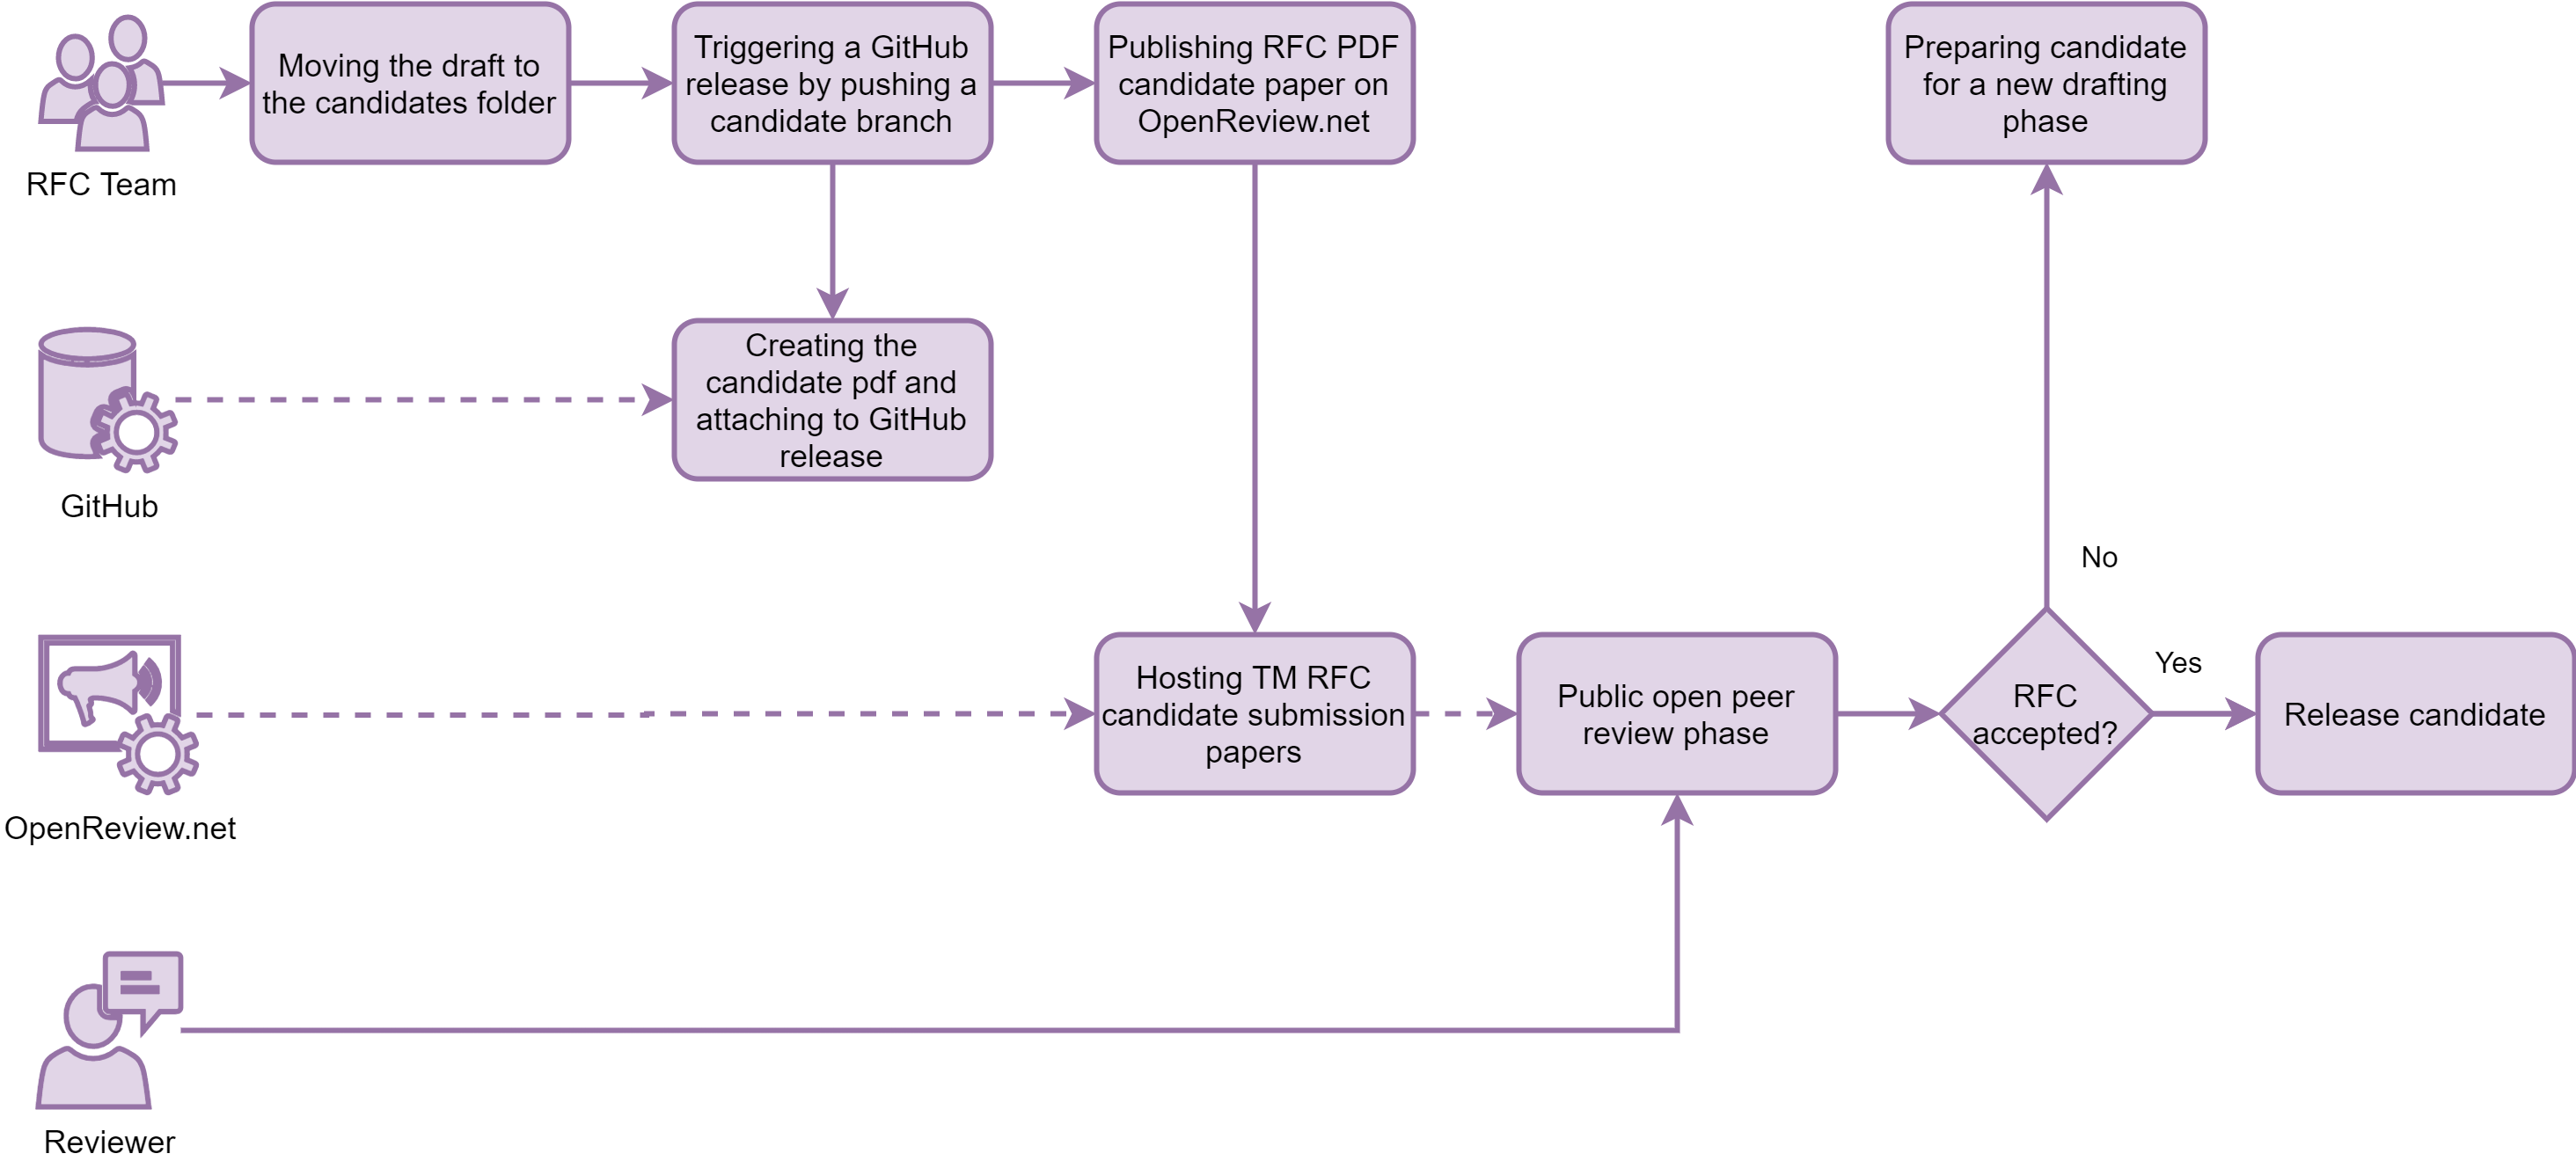 Moving the draft to
the candidates folder
Triggering a GitHub
release by pushing a
candidate branch
Publishing RFC PDF
candidate paper on
OpenReview.net
Preparing candidate
for a new drafting
phase
RFC Team
Creating the
candidate pdf and
attaching to GitHub
release
GitHub
No
Yes
Hosting TM RFC
candidate submission
papers
Public open peer
review phase
RFC
accepted?
Release candidate
OpenReview.net
Reviewer